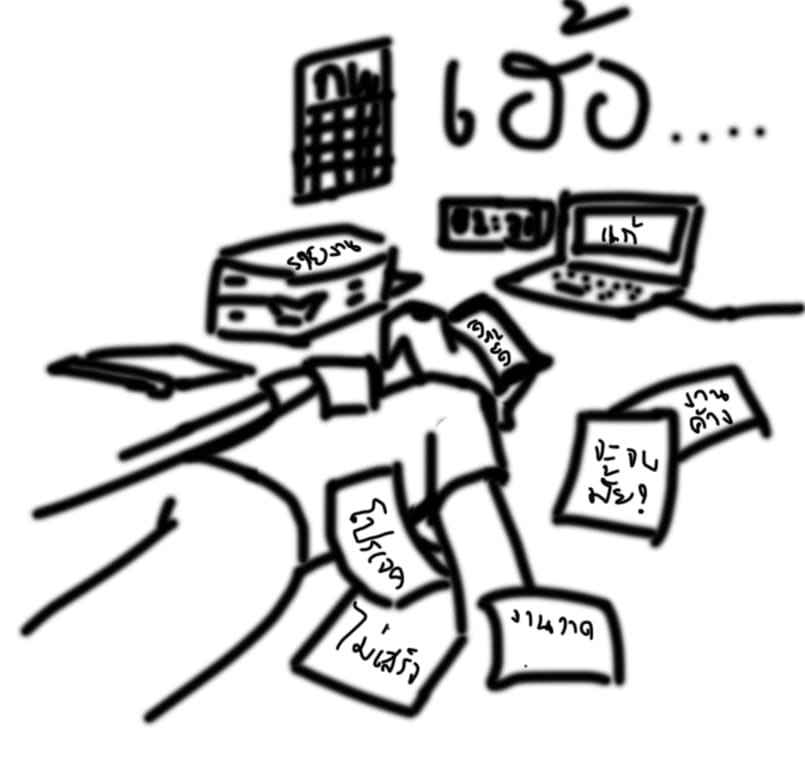 กพ
เฮ้อ....
รายงาน
แก้
เครียด
งาน
ค้าง
จะจบ
มั้ย?
โปรเจค
ไม่เสร็จ
งานวาด